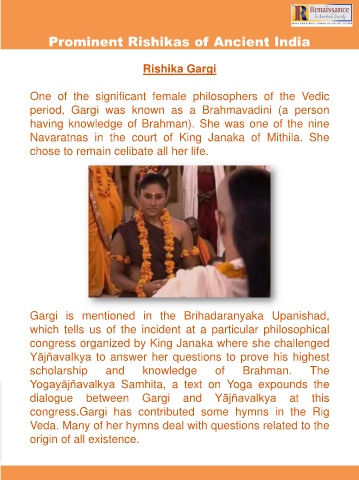 Renaissance
Prominent Rishikas of Ancient India
Rishika Gargi
One of the significant female philosophers of the Vedic
period, Gargi was known as a Brahmavadini (a person
having knowledge of Brahman). She was one of the nine
Navaratnas in the court of King Janaka of Mithila. She
chose to remain celibate all her life.
Gargi is mentioned in the Brihadaranyaka Upanishad,
which tells us of the incident at a particular philosophical
congress organized by King Janaka where she challenged
Yājñavalkya to answer her questions to prove his highest
scholarship and knowledge of Brahman. The
Yogayājñavalkya Samhita, a text on Yoga expounds the
dialogue between Gargi and Yājñavalkya at this
congress.Gargi has contributed some hymns in the Rig
Veda. Many of her hymns deal with questions related to the
origin of all existence.